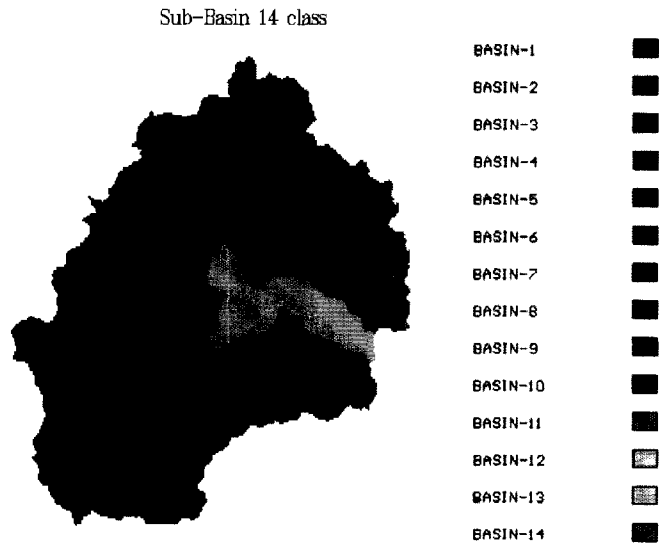 Sub-Basin 14 class
BASIN-1
BASIN-2
BASIN-3
BASIN-4
BASIN-5
BASIN-6
BASIN-7
BASIN-8
BASIN-9
BASIN-10
BASIN-11
BASIN-12
BASIN-13
BASIN-14